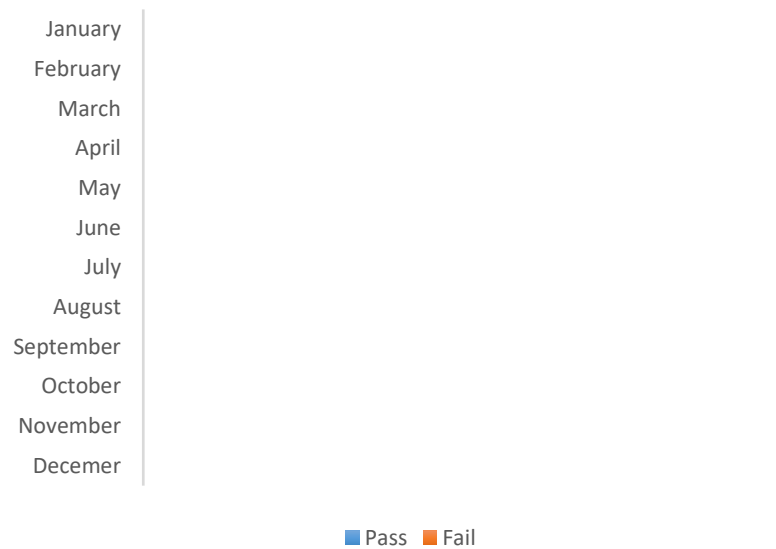 January
February
March
April
May
June
July
August
September
October
November
Decemer
Pass Fail